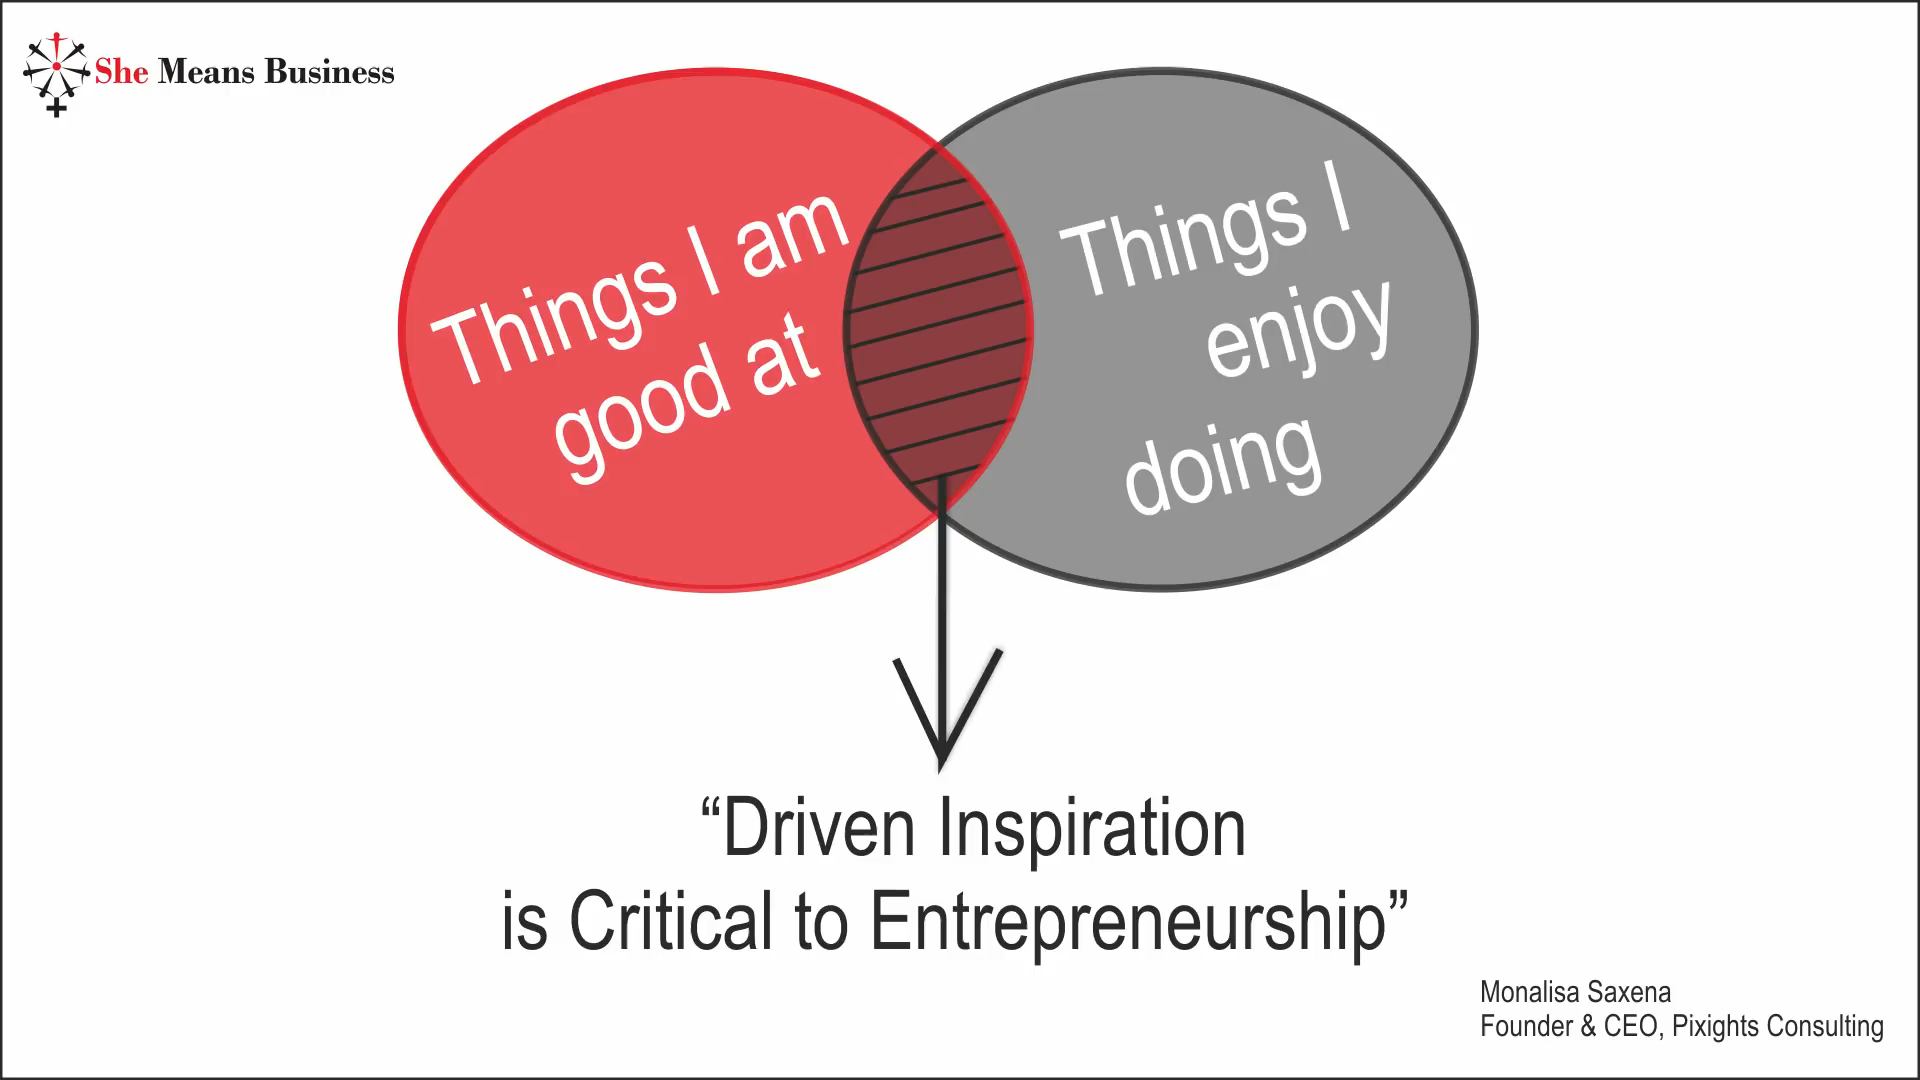 She Means Business
Things I am
good at
Things I
enjoy
doing
“Driven Inspiration
is Critical to Entrepreneurship”
Monalisa Saxena
Founder & CEO, Pixights Consulting